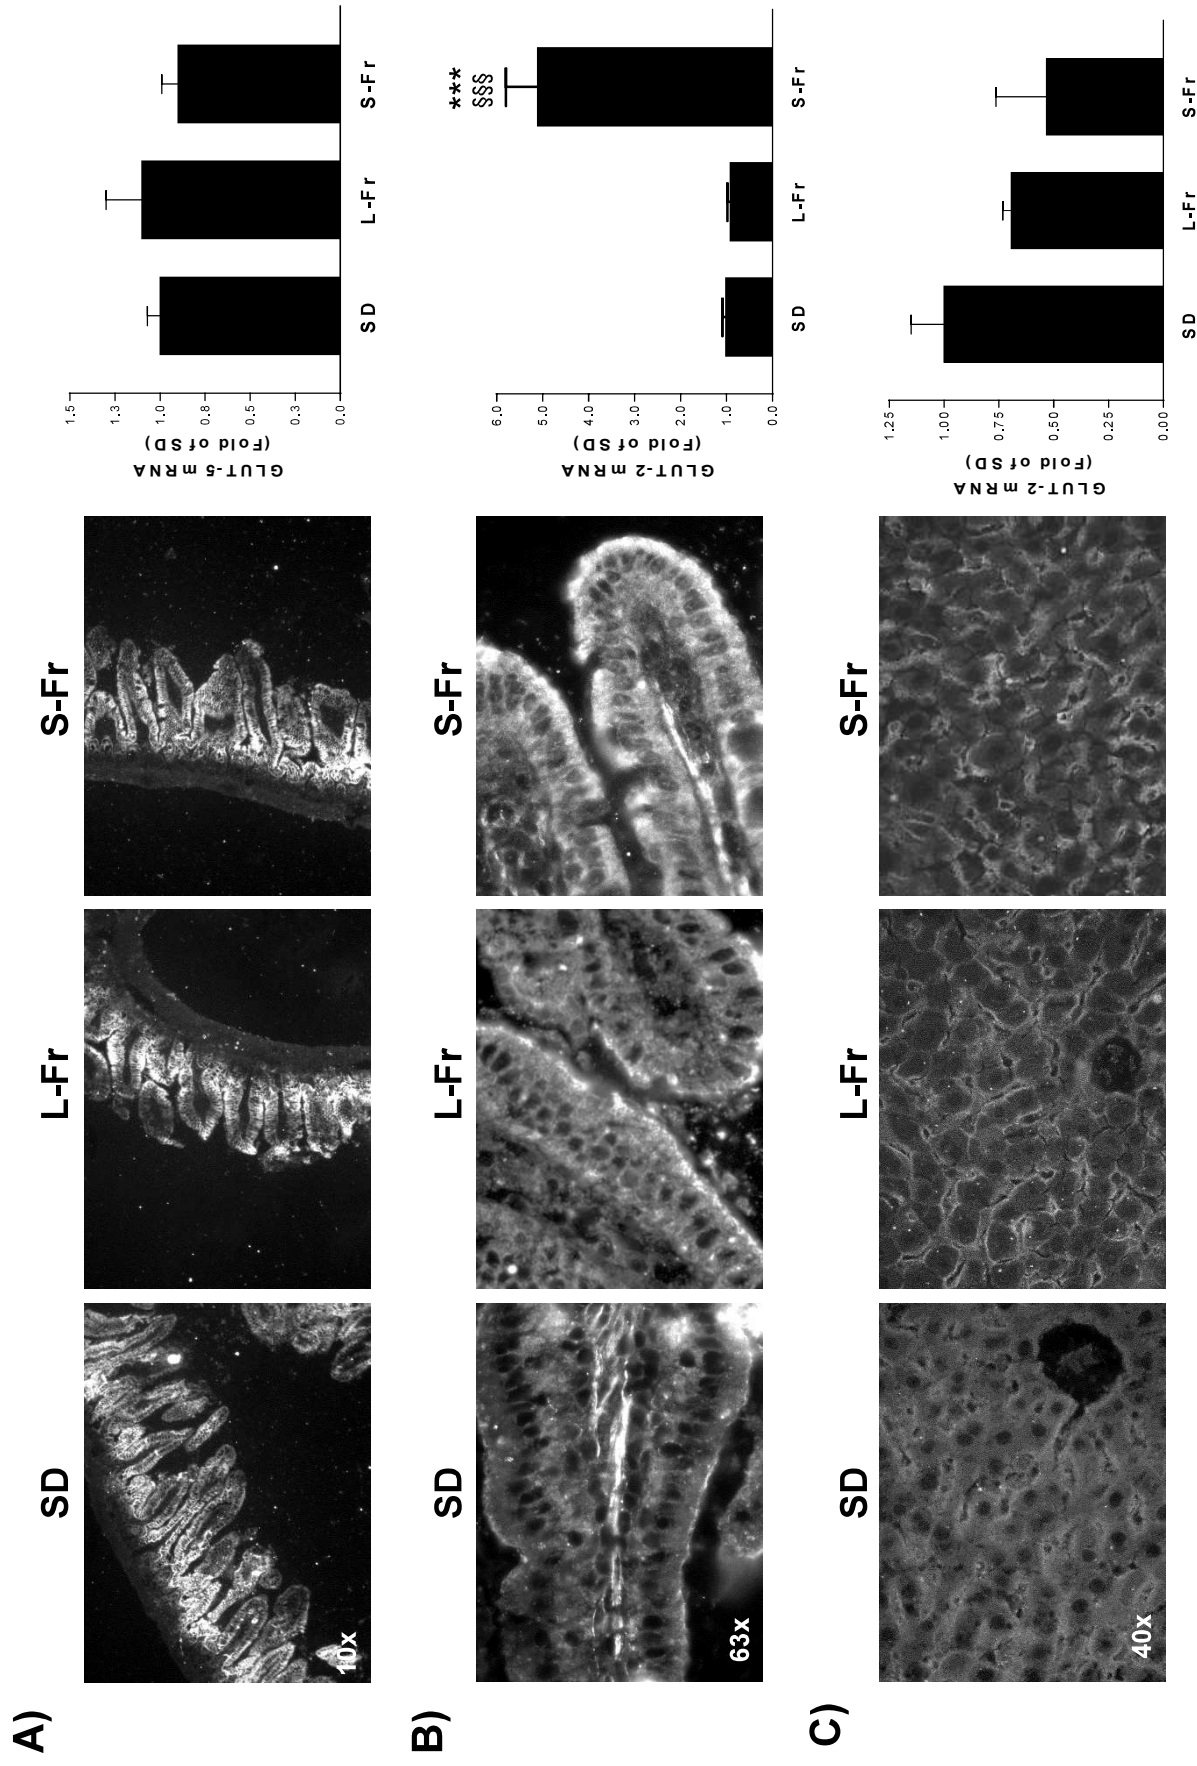 A)
SD
L-Fr
S-Fr
10x
GLUT-5 mRNA
(Fold of SD)
1.5
1.3
1.0
0.8
0.5
0.3
0.0
SD
L-Fr
S-Fr
B)
SD
L-Fr
S-Fr
63x
GLUT-2 mRNA
(Fold of SD)
6.0
5.0
4.0
3.0
2.0
1.0
0.0
***
§§§
SD
L-Fr
S-Fr
C)
SD
L-Fr
S-Fr
40x
GLUT-2 mRNA
(Fold of SD)
1.25
1.00
0.75
0.50
0.25
0.00
SD
L-Fr
S-Fr